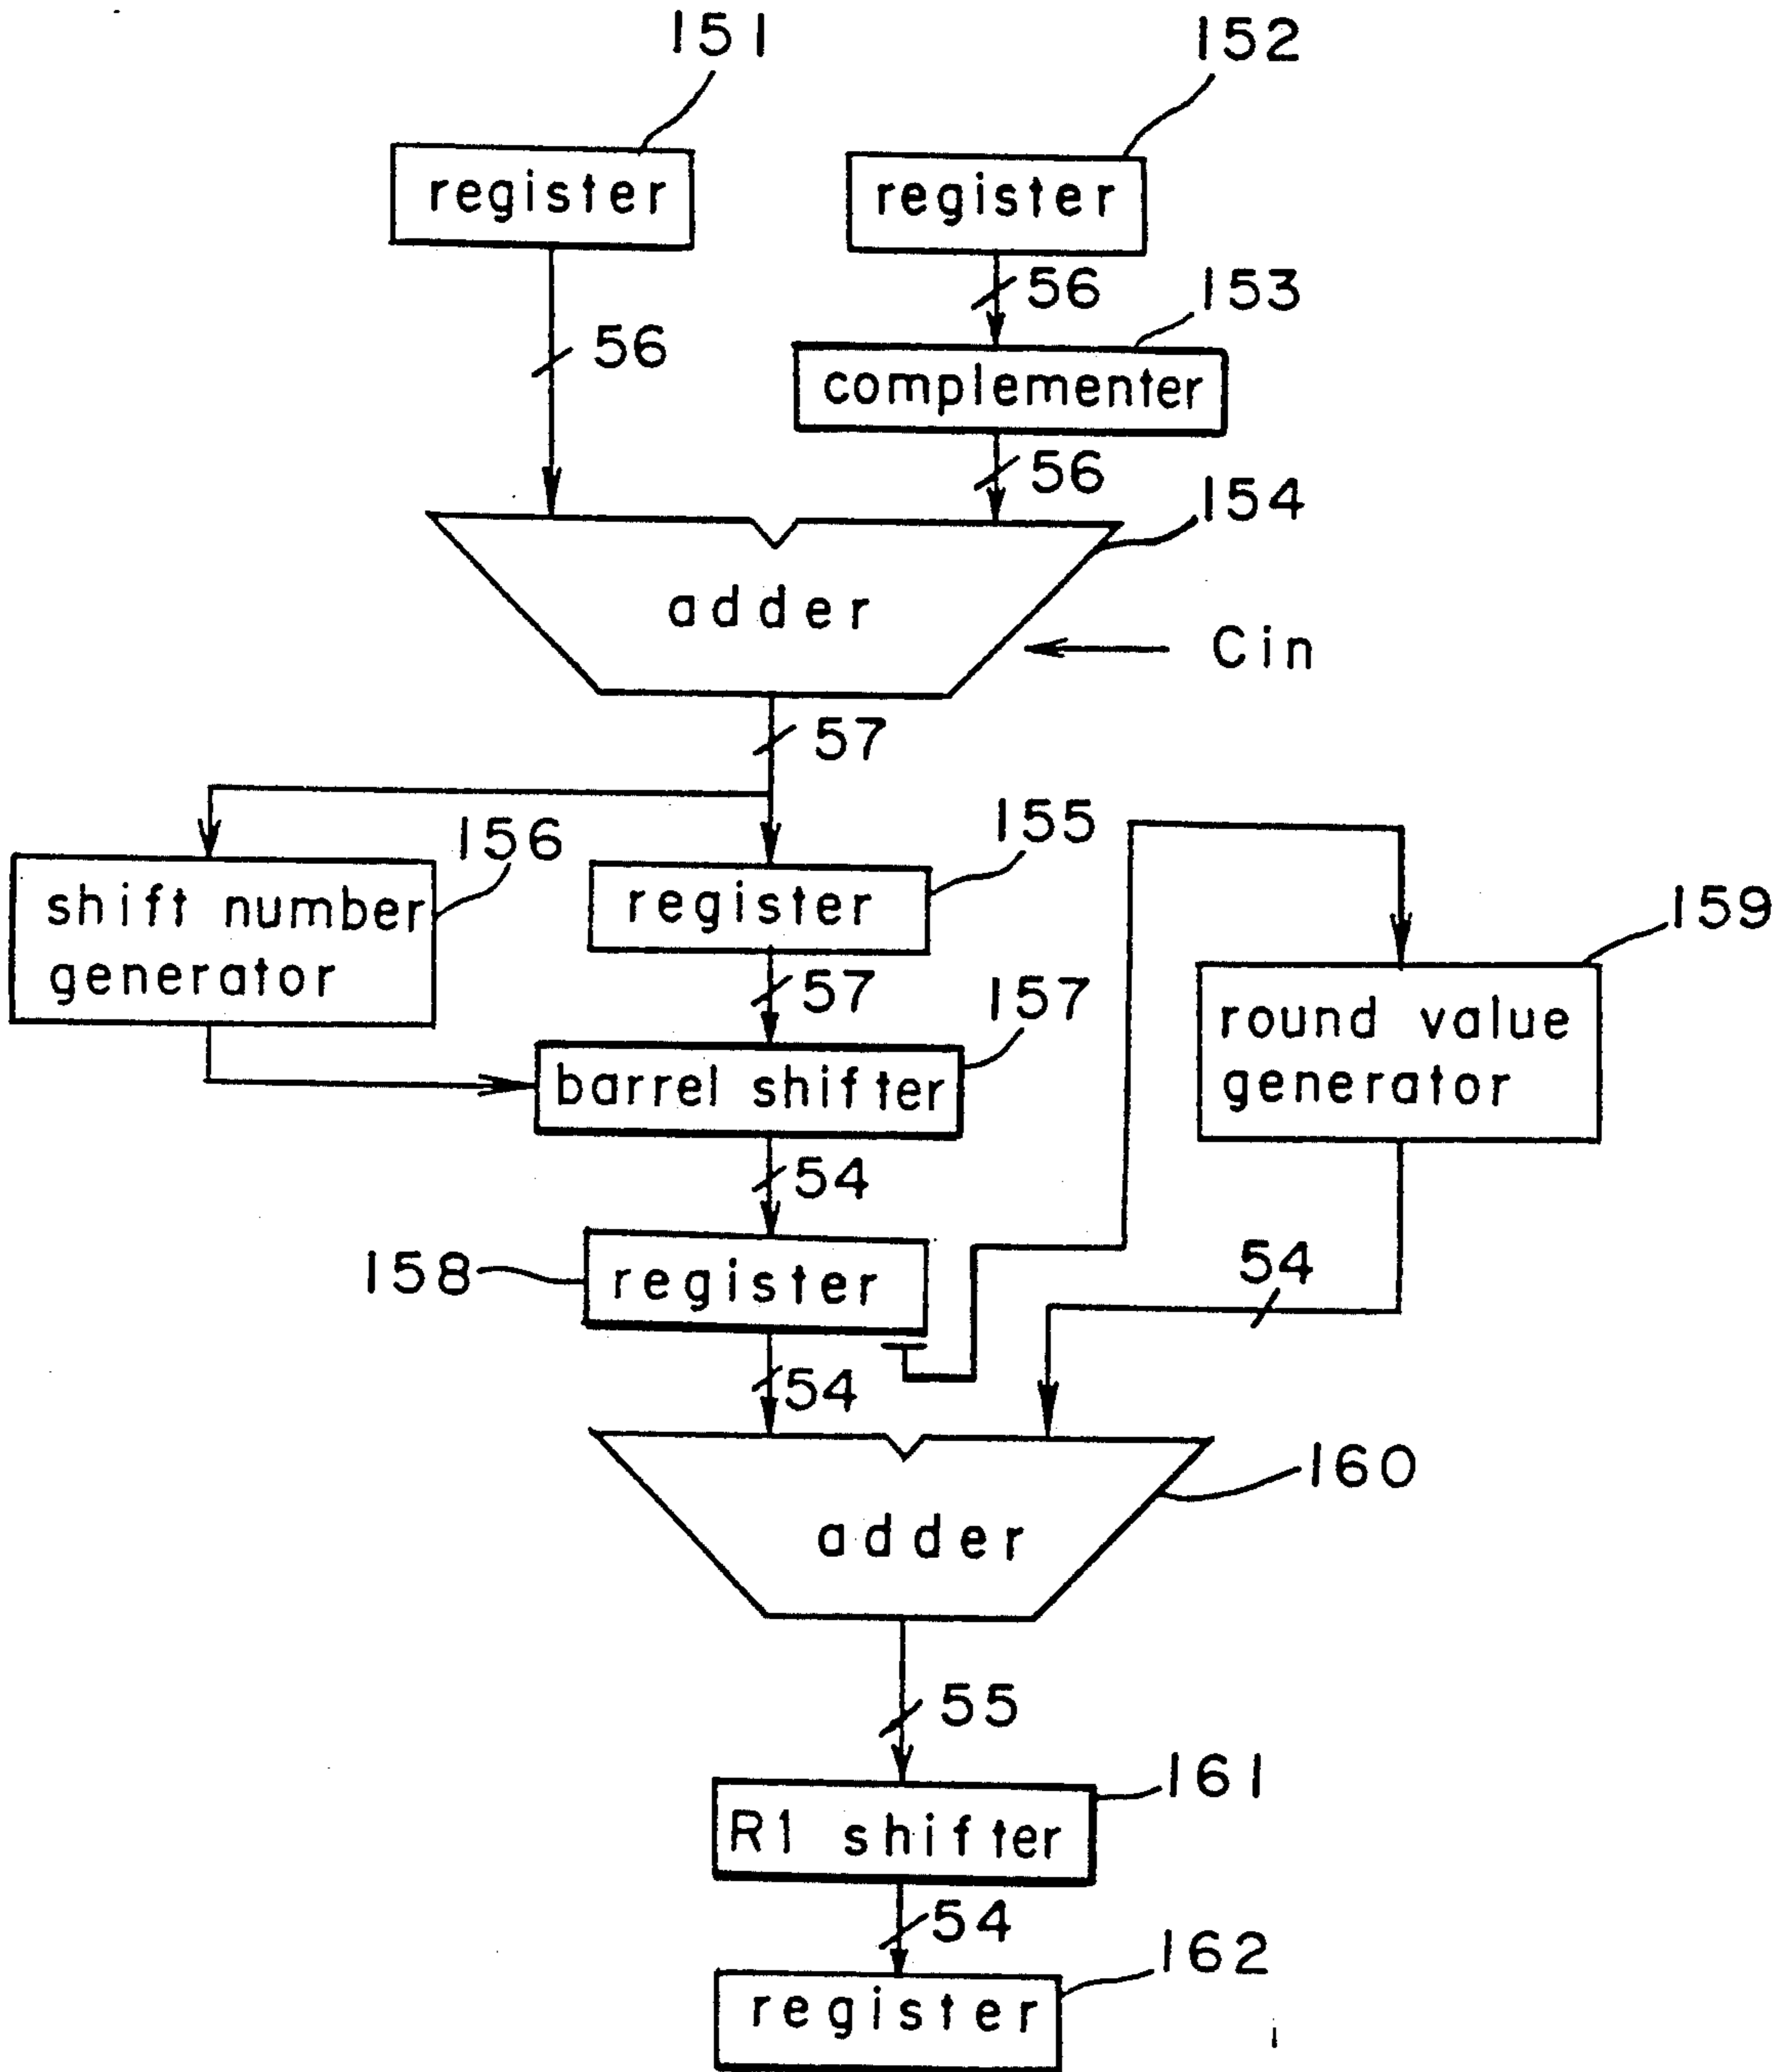 151
152
register
register
56
153
56
complementer
56
154
adder
Cin
57
156
155
159
shift number
generator
register
57
157
round value
generator
barrel shifter
54
158
register
54
54
160
adder
55
161
R1 shifter
54
162
register